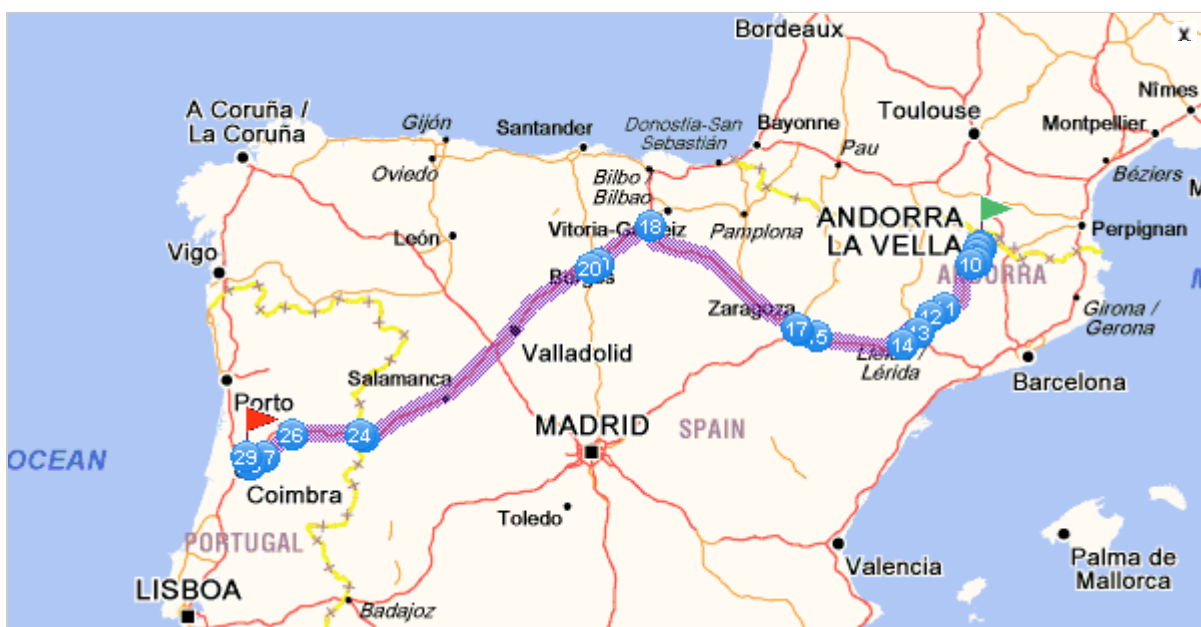 Bordeaux
x
Nîmes
A Coruña /
La Coruña
Gijón
Santander
Donostia-San
Sebastián
Bayonne
Toulouse
Montpellier
Oviedo
Bilbo /
Bilbao
Pau
Béziers
M
León
Vitoria-Gasteiz
18
Pamplona
ANDORRA
LA VELLA
Perpignan
Vigo
20
Burgos
10
ANDORRA
Zaragoza
17
12
13
14
Girona /
Gerona
Valladolid
Lérida
Barcelona
Salamanca
Porto
26
24
MADRID
SPAIN
OCEAN
29
Coimbra
Toledo
PORTUGAL
Valencia
Palma de
Mallorca
LISBOA
Badajoz